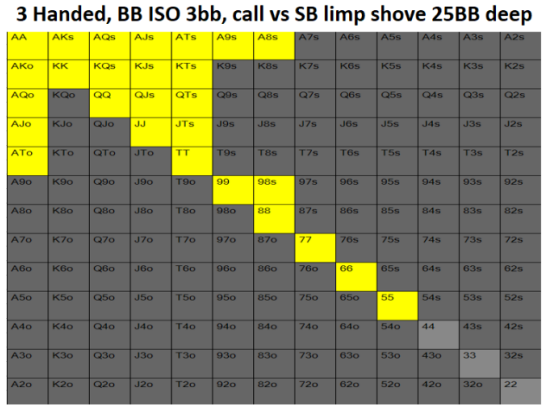 3 Handed, BB ISO 3bb, call vs SB limp shove 25BB deep
AA AKs AQs AJs ATs A9s A8s A7s A6s A5s A4s A3s A2s
AKo KK KQs KJs KTs K9s K8s K7s K6s K5s K4s K3s K2s
AQo KQo QQ QJs QTs Q9s Q8s Q7s Q6s Q5s Q4s Q3s Q2s
AJo KJo QJo JJ JTs J9s J8s J7s J6s J5s J4s J3s J2s
ATo KTo QTo JTo TT T9s T8s T7s T6s T5s T4s T3s T2s
A9o K9o Q9o J9o T9o 99 98s 97s 96s 95s 94s 93s 92s
A8o K8o Q8o J8o T8o 98o 88 87s 86s 85s 84s 83s 82s
A7o K7o Q7o J7o T7o 97o 87o 77 76s 75s 74s 73s 72s
A6o K6o Q6o J6o T6o 96o 86o 76o 66 65s 64s 63s 62s
A5o K5o Q5o J5o T5o 95o 85o 75o 65o 55 54s 53s 52s
A4o K4o Q4o J4o T4o 94o 84o 74o 64o 54o 44 43s 42s
A3o K3o Q3o J3o T3o 93o 83o 73o 63o 53o 43o 33 32s
A2o K2o Q2o J2o T2o 92o 82o 72o 62o 52o 42o 32o 22